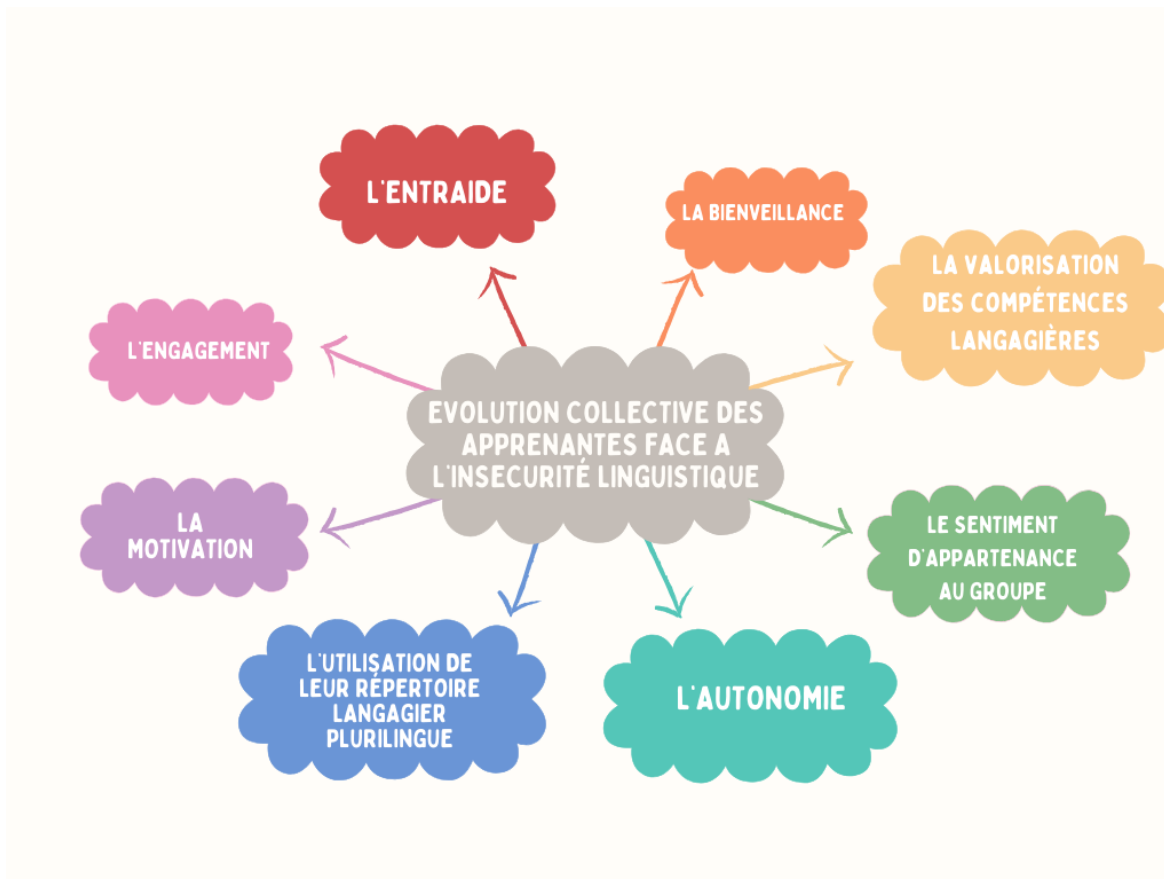 L'ENTRAIDE
LA BIENVEILLANCE
LA VALORISATION
DES COMPÉTENCES
LANGAGIÈRES
L'ENGAGEMENT
EVOLUTION COLLECTIVE DES
APPRENANTES FACE A
L'INSECURITÉ LINGUISTIQUE
LA
MOTIVATION
LE SENTIMENT
D'APPARTENANCE
AU GROUPE
L'UTILISATION DE
LEUR RÉPERTOIRE
LANGAGIER
PLURILINGUE
L'AUTONOMIE